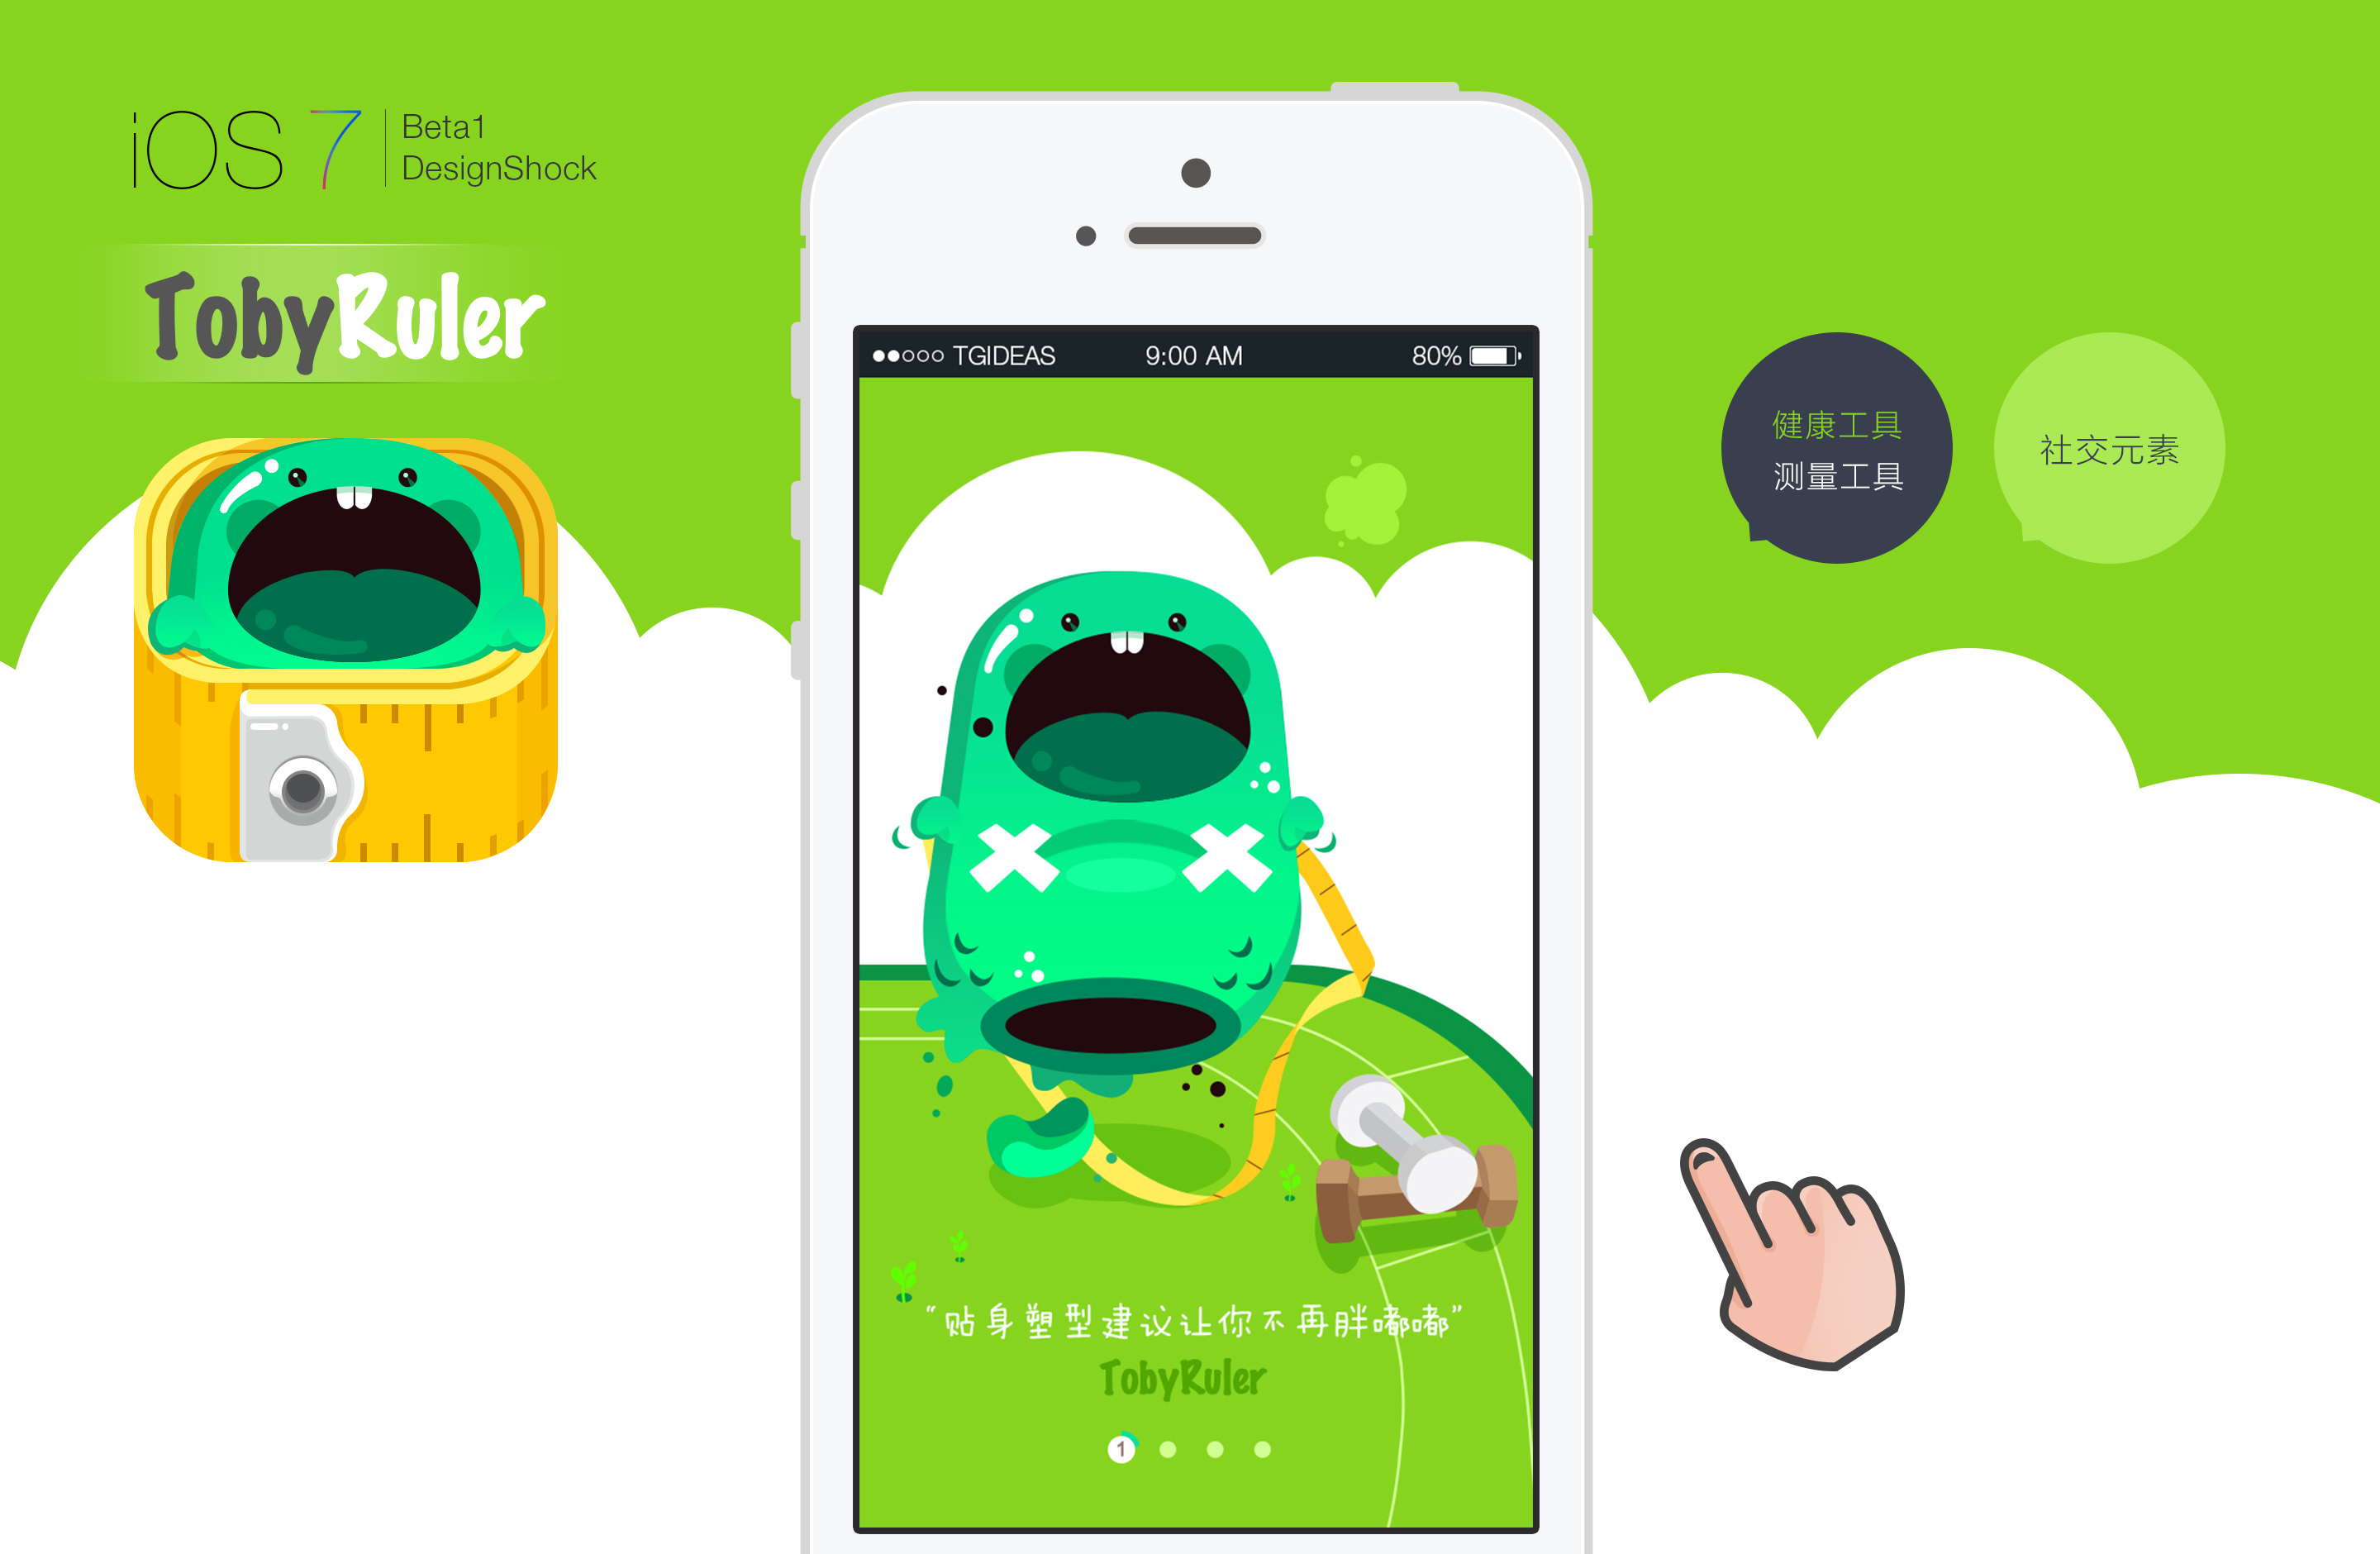 iOS 7
Beta1
DesignShock
TobyRuler
TGIDEAS 9:00 AM 80%
健康工具
测量工具
社交元素
“贴身塑型建议让你不再胖嘟嘟”
TobyRuler
1